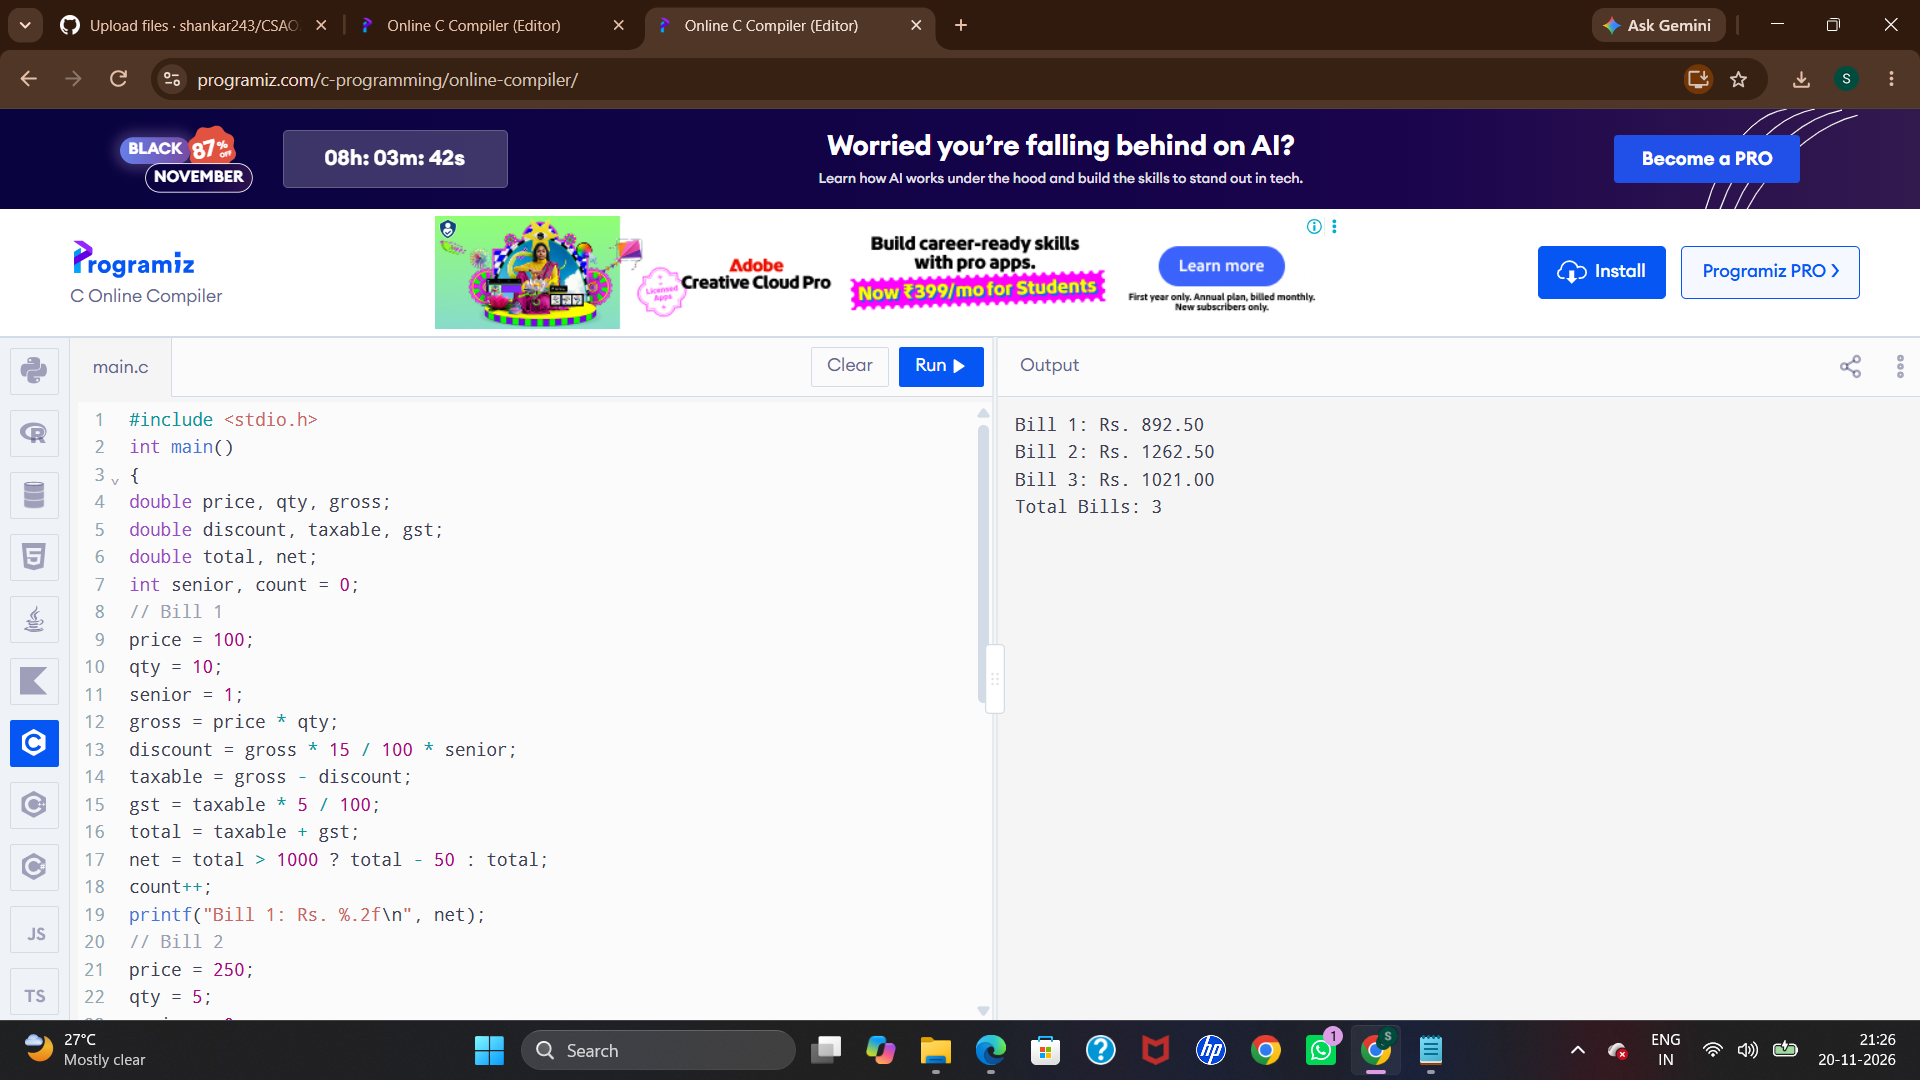 Upload files · shankar243/CSAO
Online C Compiler (Editor)
Online C Compiler (Editor)
Ask Gemini
programiz.com/c-programming/online-compiler/
S
BLACK 87% OFF
NOVEMBER
08h: 03m: 42s
Worried you’re falling behind on AI?
Learn how AI works under the hood and build the skills to stand out in tech.
Become a PRO
Programiz
C Online Compiler
Licensed Apps
Adobe
Creative Cloud Pro
Build career-ready skills
with pro apps.
Now ₹399/mo for Students
Learn more
First year only. Annual plan, billed monthly.
New subscribers only.
Install
Programiz PRO
main.c
Clear
Run
Output
1 #include <stdio.h>
2 int main()
3 {
4 double price, qty, gross;
5 double discount, taxable, gst;
6 double total, net;
7 int senior, count = 0;
8 // Bill 1
9 price = 100;
10 qty = 10;
11 senior = 1;
12 gross = price * qty;
13 discount = gross * 15 / 100 * senior;
14 taxable = gross - discount;
15 gst = taxable * 5 / 100;
16 total = taxable + gst;
17 net = total > 1000 ? total - 50 : total;
18 count++;
19 printf("Bill 1: Rs. %.2f\n", net);
20 // Bill 2
21 price = 250;
22 qty = 5;
Bill 1: Rs. 892.50
Bill 2: Rs. 1262.50
Bill 3: Rs. 1021.00
Total Bills: 3
JS
TS
27°C
Mostly clear
Search
hp
1
S
ENG
IN
21:26
20-11-2026